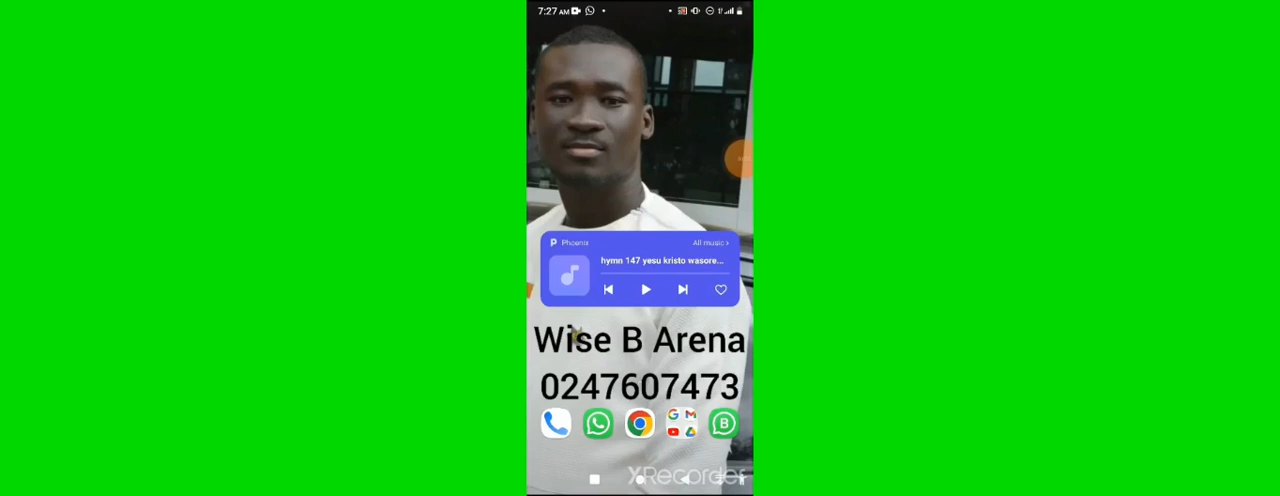 7:27 AM
Phoenix
All music ›
hymn 147 yesu kristo wasore...
Wise B Arena
0247607473
B
XRecorder